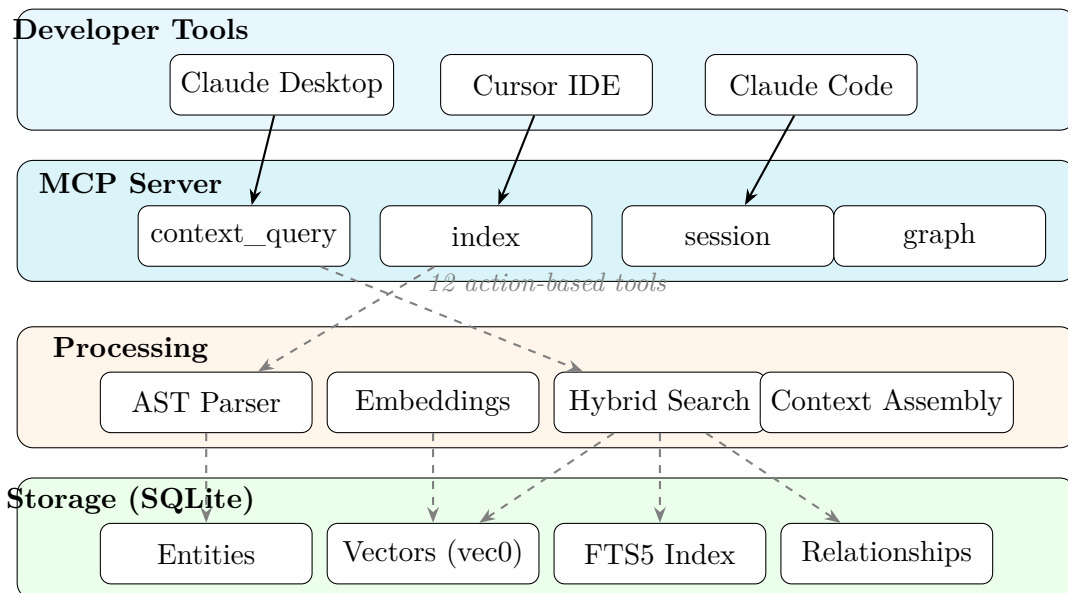 Developer Tools
Claude Desktop
Cursor IDE
Claude Code
MCP Server
context_query
index
session
graph
12 action-based tools
Processing
AST Parser
Embeddings
Hybrid Search
Context Assembly
Storage (SQLite)
Entities
Vectors (vec0)
FTS5 Index
Relationships